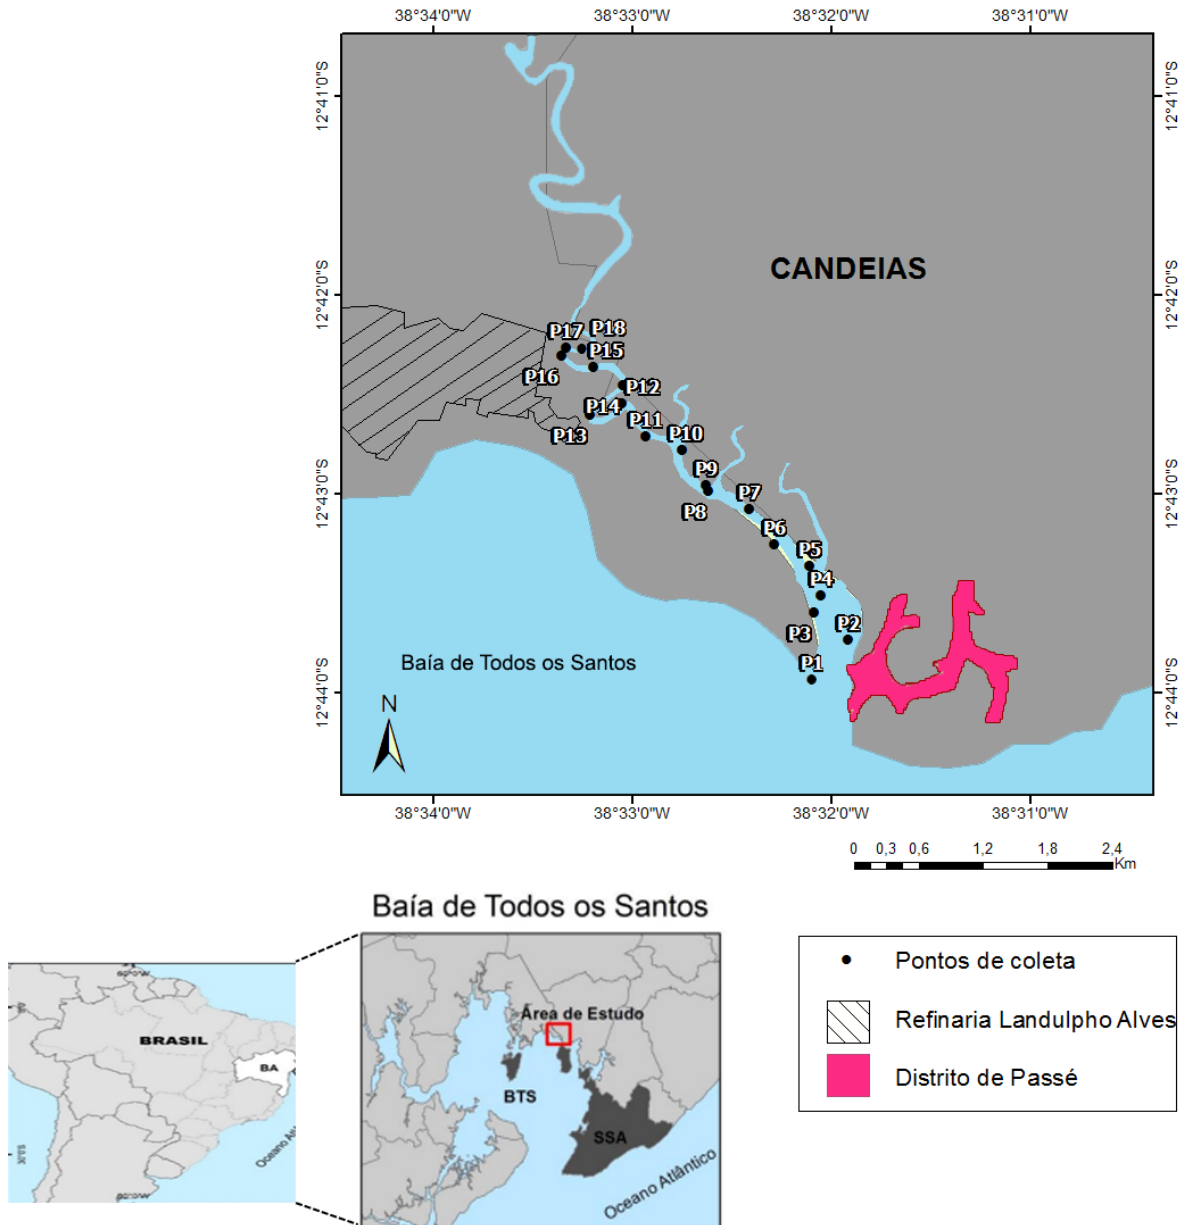 38°34'0"W
38°33'0"W
38°32'0"W
38°31'0"W
12°41'0"S
12°41'0"S
CANDEIAS
12°42'0"S
12°42'0"S
P17
P18
P15
P16
P12
P14
P11
P13
P10
P9
12°43'0"S
12°43'0"S
P7
P8
P6
P5
P4
P2
P3
P1
Baía de Todos os Santos
12°44'0"S
12°44'0"S
N
38°34'0"W
38°33'0"W
38°32'0"W
38°31'0"W
0 0,3 0,6 1,2 1,8 2,4
Km
Baía de Todos os Santos
BRASIL
BA
Área de Estudo
BTS
SSA
Oceano Atlântico
Pontos de coleta
Refinaria Landulpho Alves
Distrito de Passé